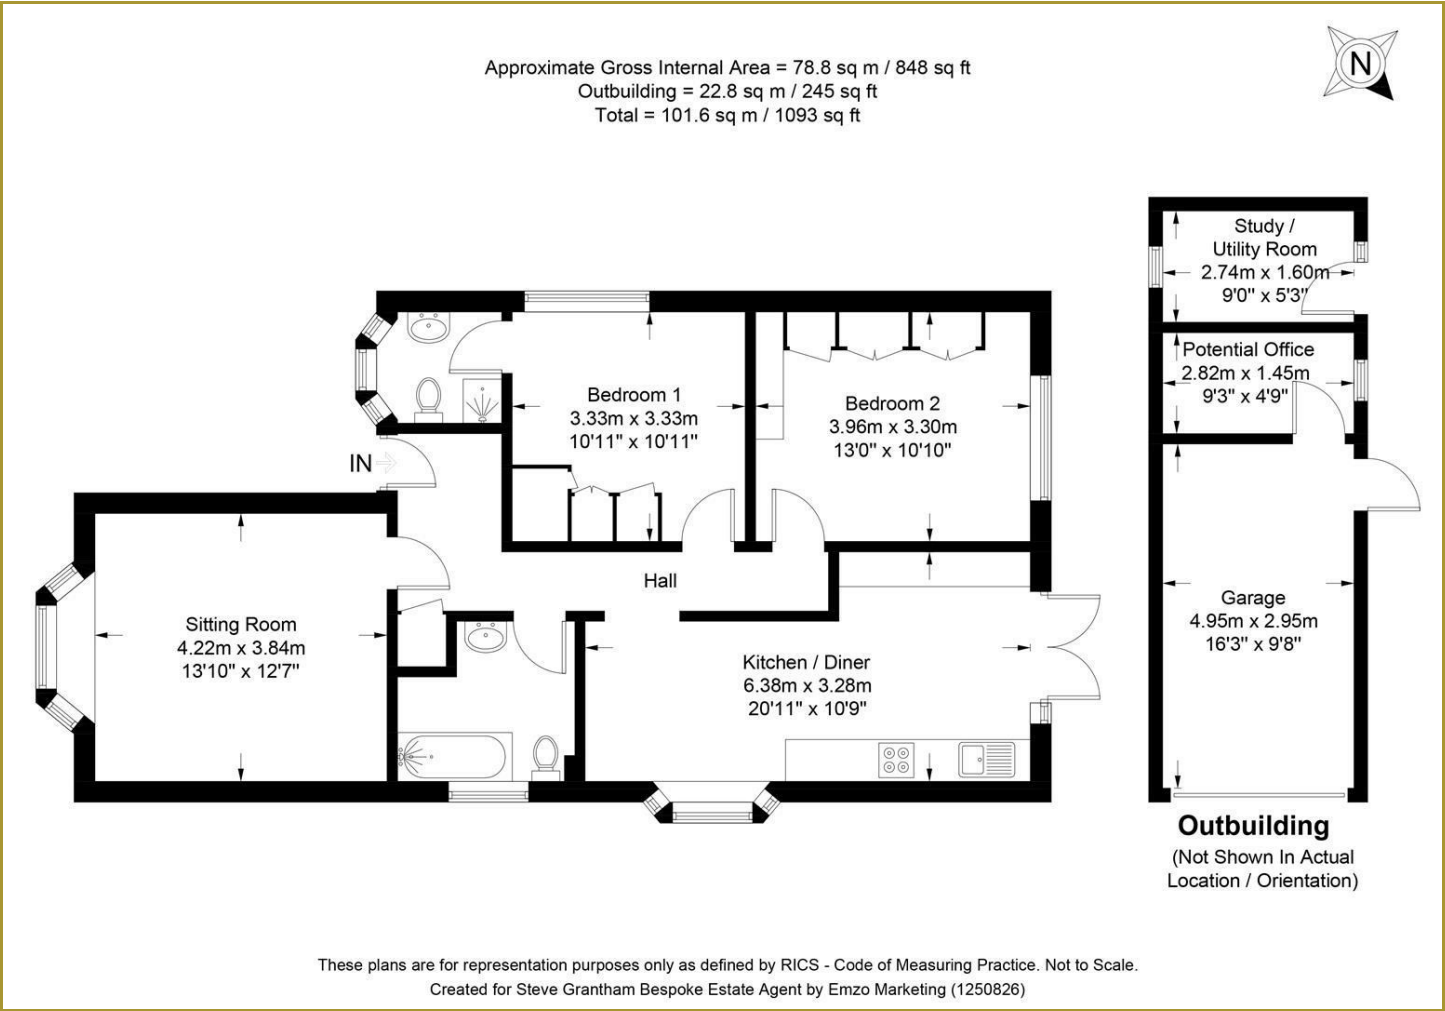 Approximate Gross Internal Area = 78.8 sq m / 848 sq ft
Outbuilding = 22.8 sq m / 245 sq ft
Total = 101.6 sq m / 1093 sq ft
N
Study /
Utility Room
2.74m x 1.60m
9'0" x 5'3"
Potential Office
2.82m x 1.45m
9'3" x 4'9"
Bedroom 1
3.33m x 3.33m
10'11" x 10'11"
Bedroom 2
3.96m x 3.30m
13'0" x 10'10"
IN
Hall
Sitting Room
4.22m x 3.84m
13'10" x 12'7"
Kitchen / Diner
6.38m x 3.28m
20'11" x 10'9"
Garage
4.95m x 2.95m
16'3" x 9'8"
Outbuilding
(Not Shown In Actual
Location / Orientation)
These plans are for representation purposes only as defined by RICS - Code of Measuring Practice. Not to Scale.
Created for Steve Grantham Bespoke Estate Agent by Emzo Marketing (1250826)